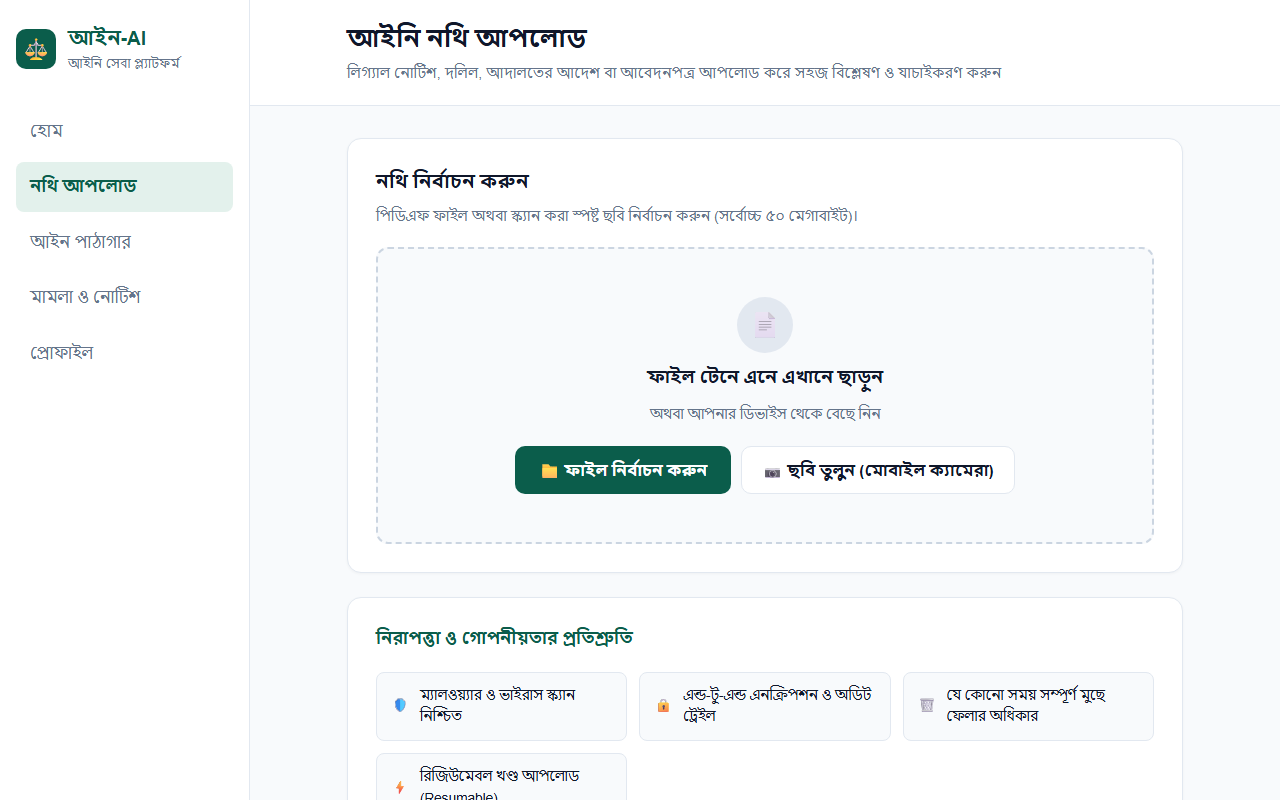 আইন-AI
আইনি সেবা প্ল্যাটফর্ম
হোম
নথি আপলোড
আইন পাঠাগার
মামলা ও নোটিশ
প্রোফাইল
আইনি নথি আপলোড
লিগ্যাল নোটিশ, দলিল, আদালতের আদেশ বা আবেদনপত্র আপলোড করে সহজ বিশ্লেষণ ও যাচাইকরণ করুন
নথি নির্বাচন করুন
পিডিএফ ফাইল অথবা স্ক্যান করা স্পষ্ট ছবি নির্বাচন করুন (সর্বোচ্চ ৫০ মেগাবাইট)।
ফাইল টেনে এনে এখানে ছাড়ুন
অথবা আপনার ডিভাইস থেকে বেছে নিন
ফাইল নির্বাচন করুন
ছবি তুলুন (মোবাইল ক্যামেরা)
নিরাপত্তা ও গোপনীয়তার প্রতিশ্রুতি
ম্যালওয়্যার ও ভাইরাস স্ক্যান
নিশ্চিত
এন্ড-টু-এন্ড এনক্রিপশন ও অডিট
ট্রেইল
যে কোনো সময় সম্পূর্ণ মুছে
ফেলার অধিকার
রিজিউমেবল খণ্ড আপলোড
(Resumable)